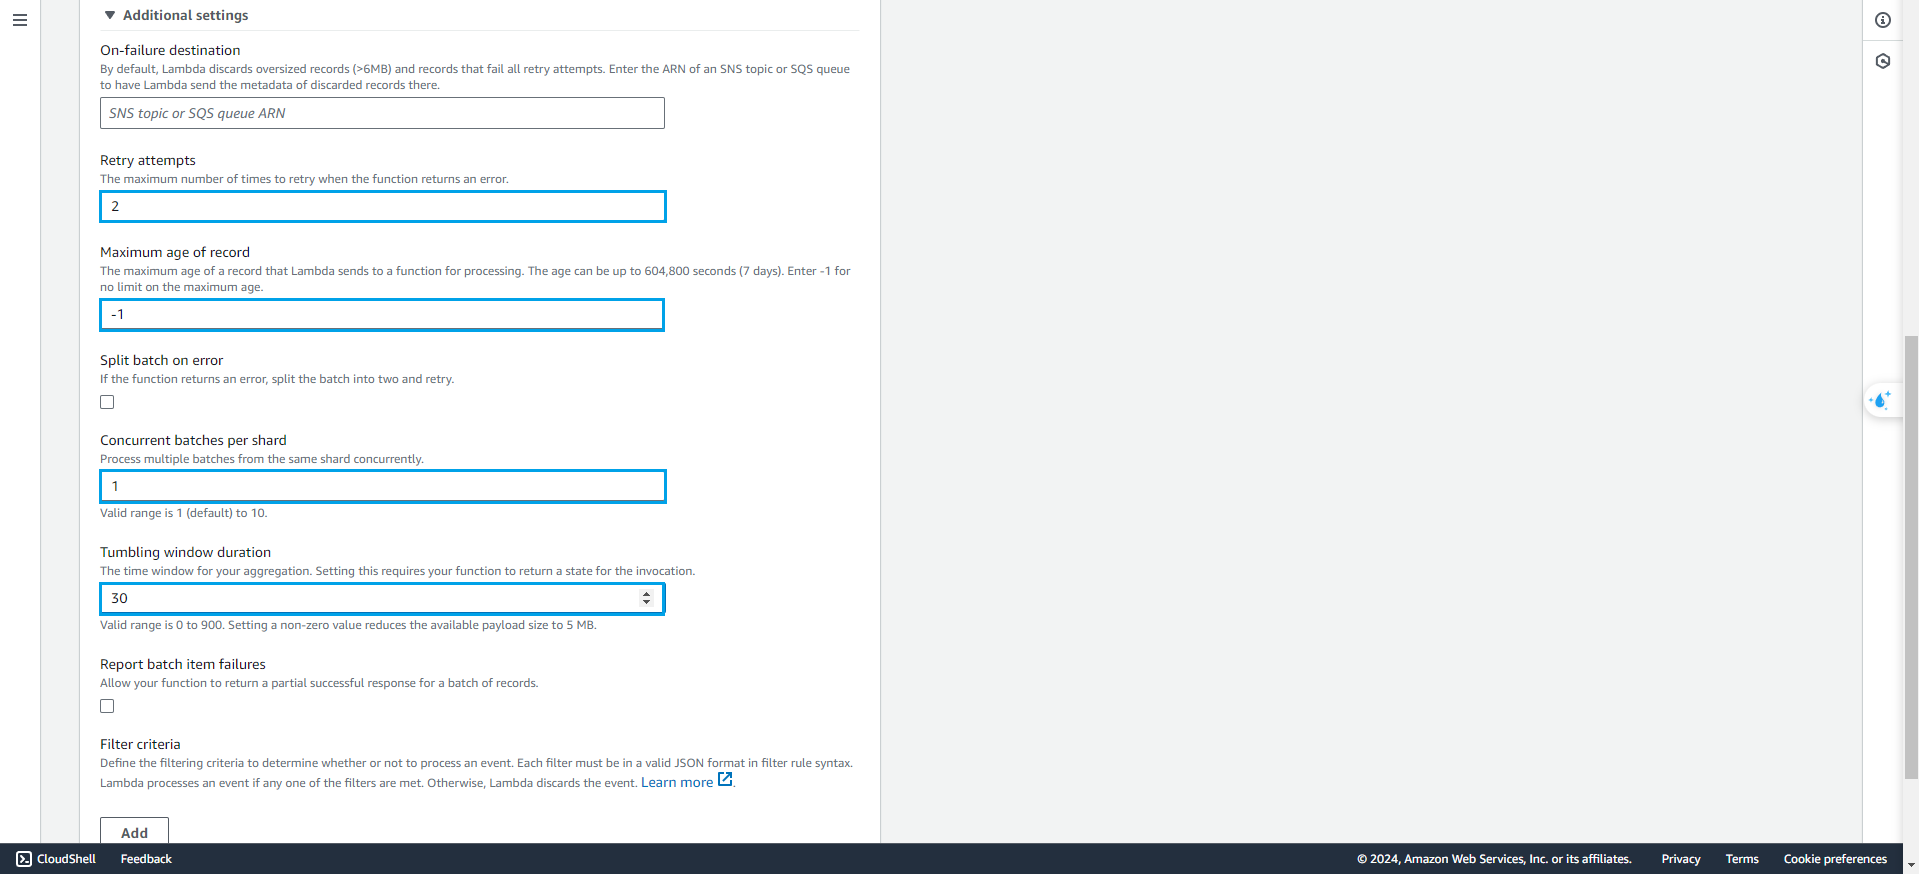 Additional settings
On-failure destination
By default, Lambda discards oversized records (>6MB) and records that fail all retry attempts. Enter the ARN of an SNS topic or SQS queue
to have Lambda send the metadata of discarded records there.
SNS topic or SQS queue ARN
Retry attempts
The maximum number of times to retry when the function returns an error.
2
Maximum age of record
The maximum age of a record that Lambda sends to a function for processing. The age can be up to 604,800 seconds (7 days). Enter -1 for
no limit on the maximum age.
-1
Split batch on error
If the function returns an error, split the batch into two and retry.
Concurrent batches per shard
Process multiple batches from the same shard concurrently.
1
Valid range is 1 (default) to 10.
Tumbling window duration
The time window for your aggregation. Setting this requires your function to return a state for the invocation.
30
Valid range is 0 to 900. Setting a non-zero value reduces the available payload size to 5 MB.
Report batch item failures
Allow your function to return a partial successful response for a batch of records.
Filter criteria
Define the filtering criteria to determine whether or not to process an event. Each filter must be in a valid JSON format in filter rule syntax.
Lambda processes an event if any one of the filters are met. Otherwise, Lambda discards the event. Learn more.
Add
CloudShell Feedback © 2024, Amazon Web Services, Inc. or its affiliates. Privacy Terms Cookie preferences